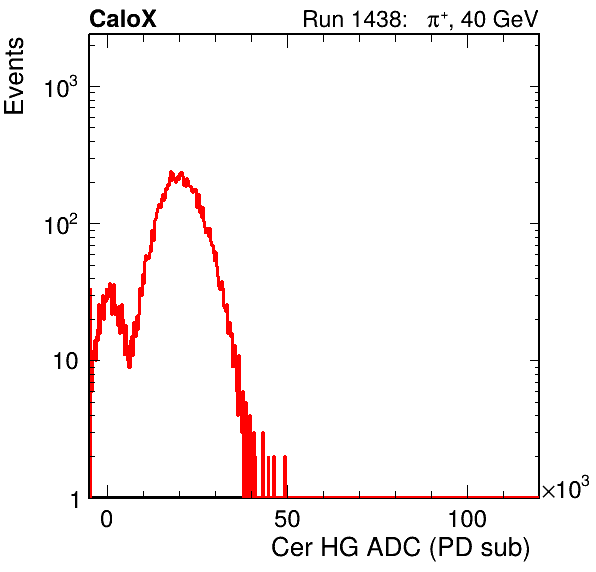 CaloX Run 1438: π⁺, 40 GeV
Events
10³
10²
10
1
0 50 100 ×10³
Cer HG ADC (PD sub)